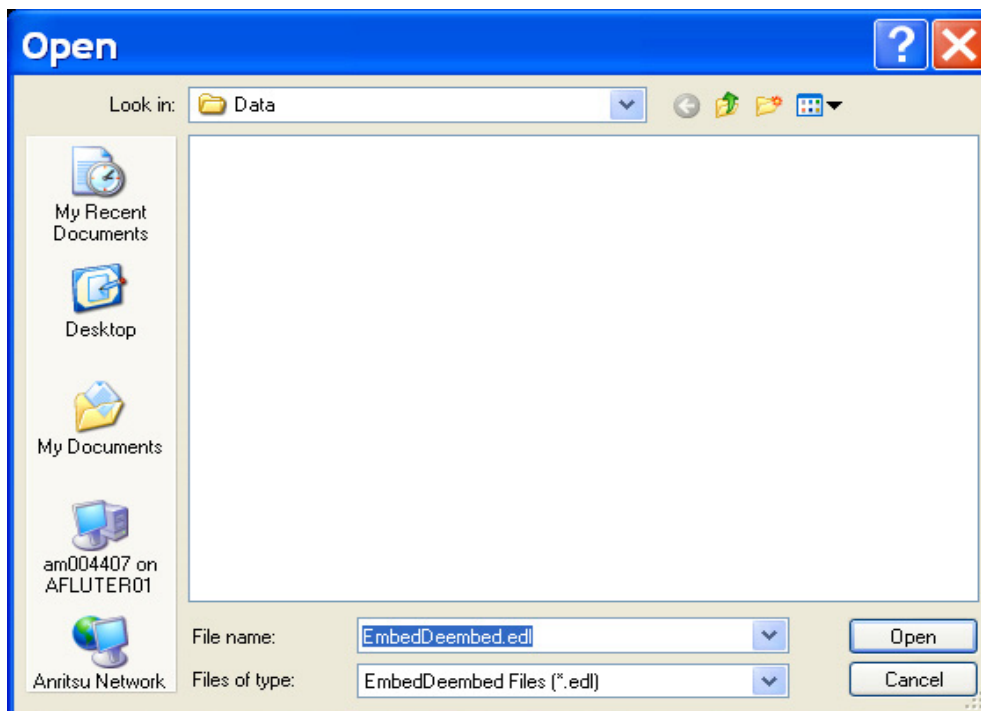 Open
Look in:
Data
My Recent
Documents
Desktop
My Documents
am004407 on
AFLUTER01
Anritsu Network
File name:
EmbedDeembed.edl
Open
Files of type:
EmbedDeembed Files (*.edl)
Cancel